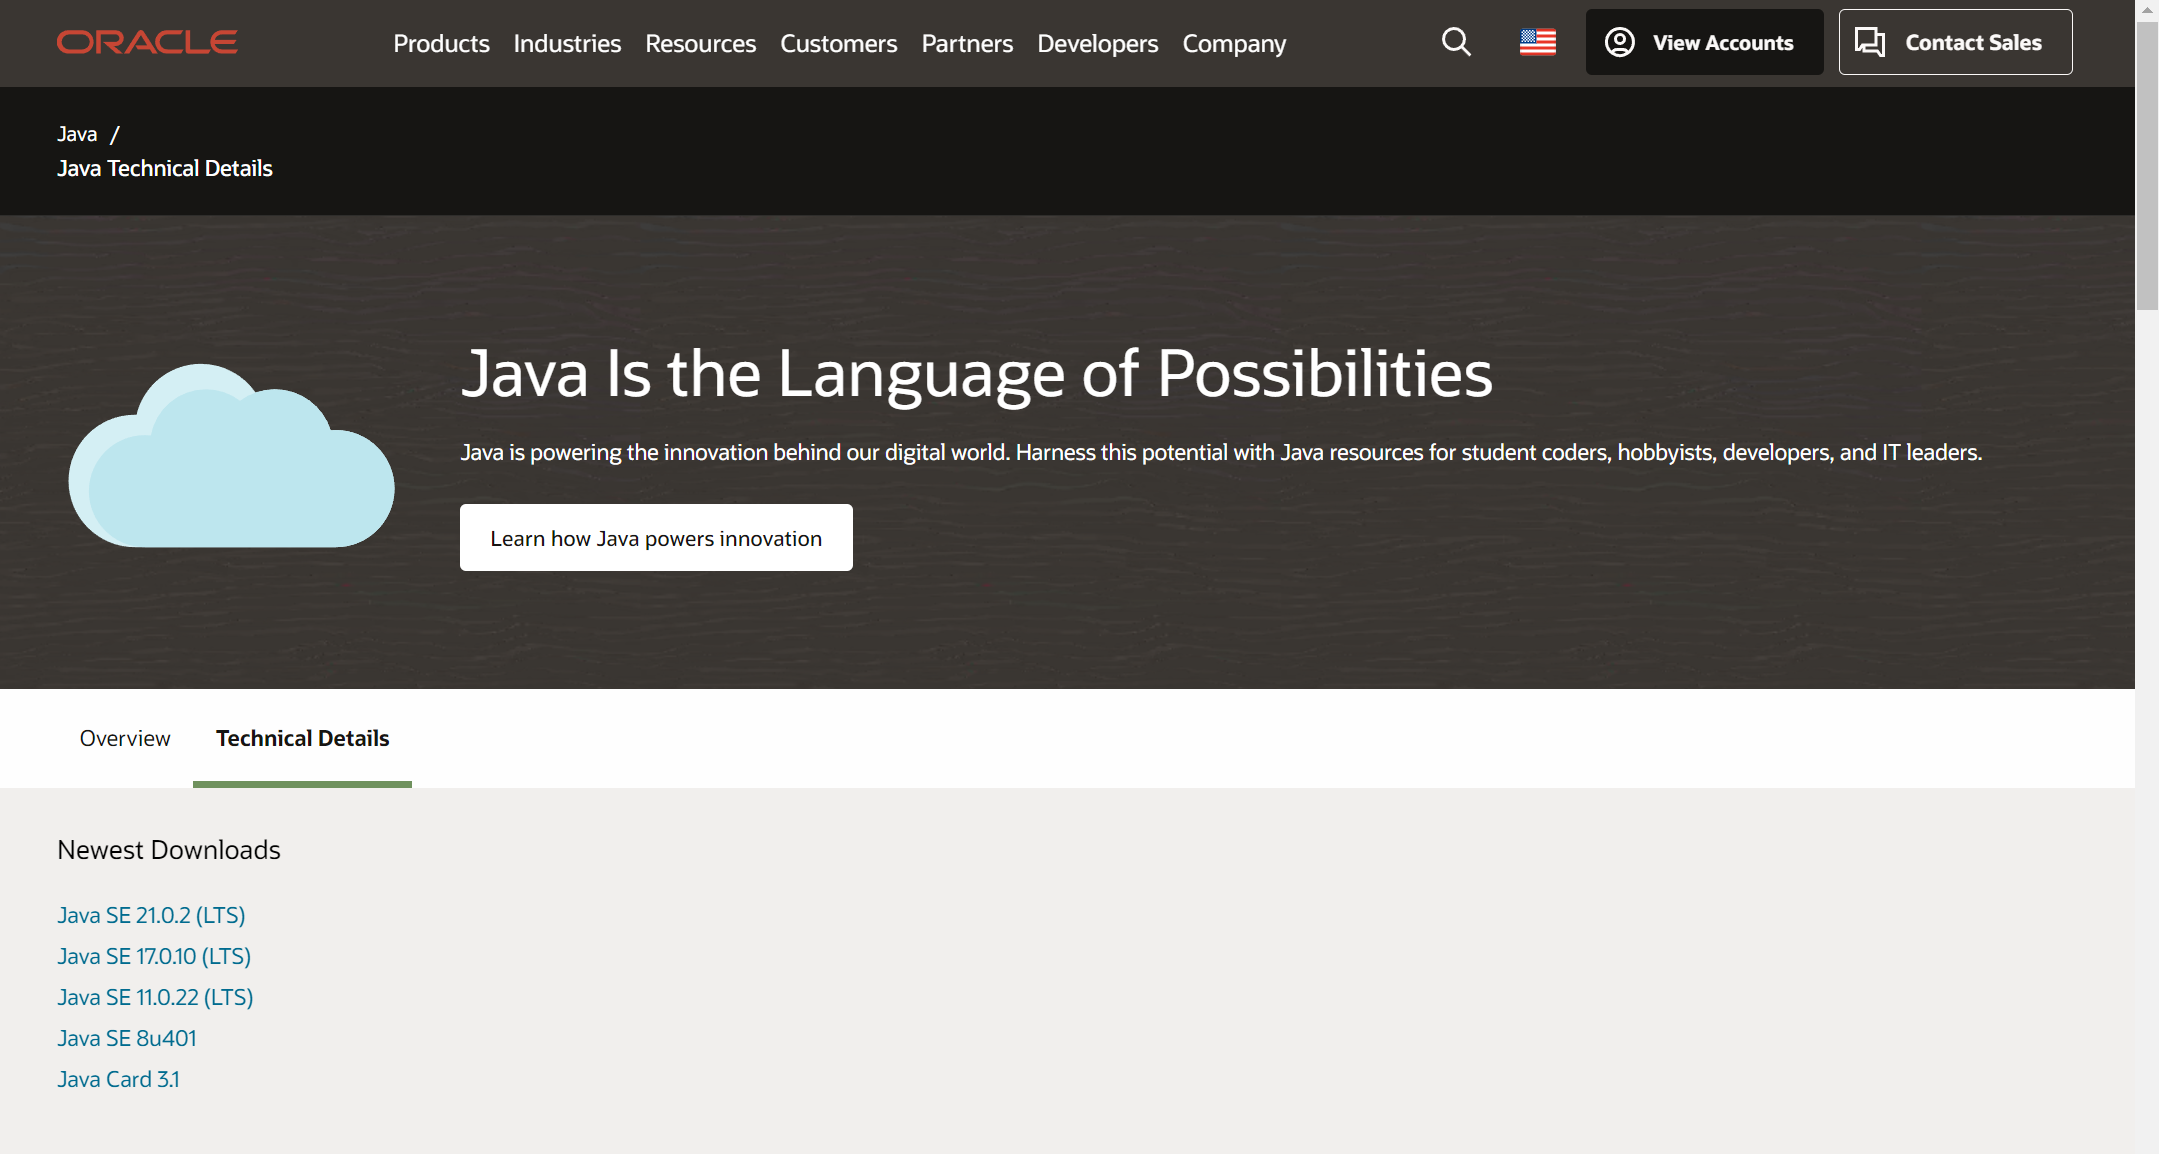 ORACLE
Products Industries Resources Customers Partners Developers Company
View Accounts
Contact Sales
Java /
Java Technical Details
Java Is the Language of Possibilities
Java is powering the innovation behind our digital world. Harness this potential with Java resources for student coders, hobbyists, developers, and IT leaders.
Learn how Java powers innovation
Overview Technical Details
Newest Downloads
Java SE 21.0.2 (LTS)
Java SE 17.0.10 (LTS)
Java SE 11.0.22 (LTS)
Java SE 8u401
Java Card 3.1